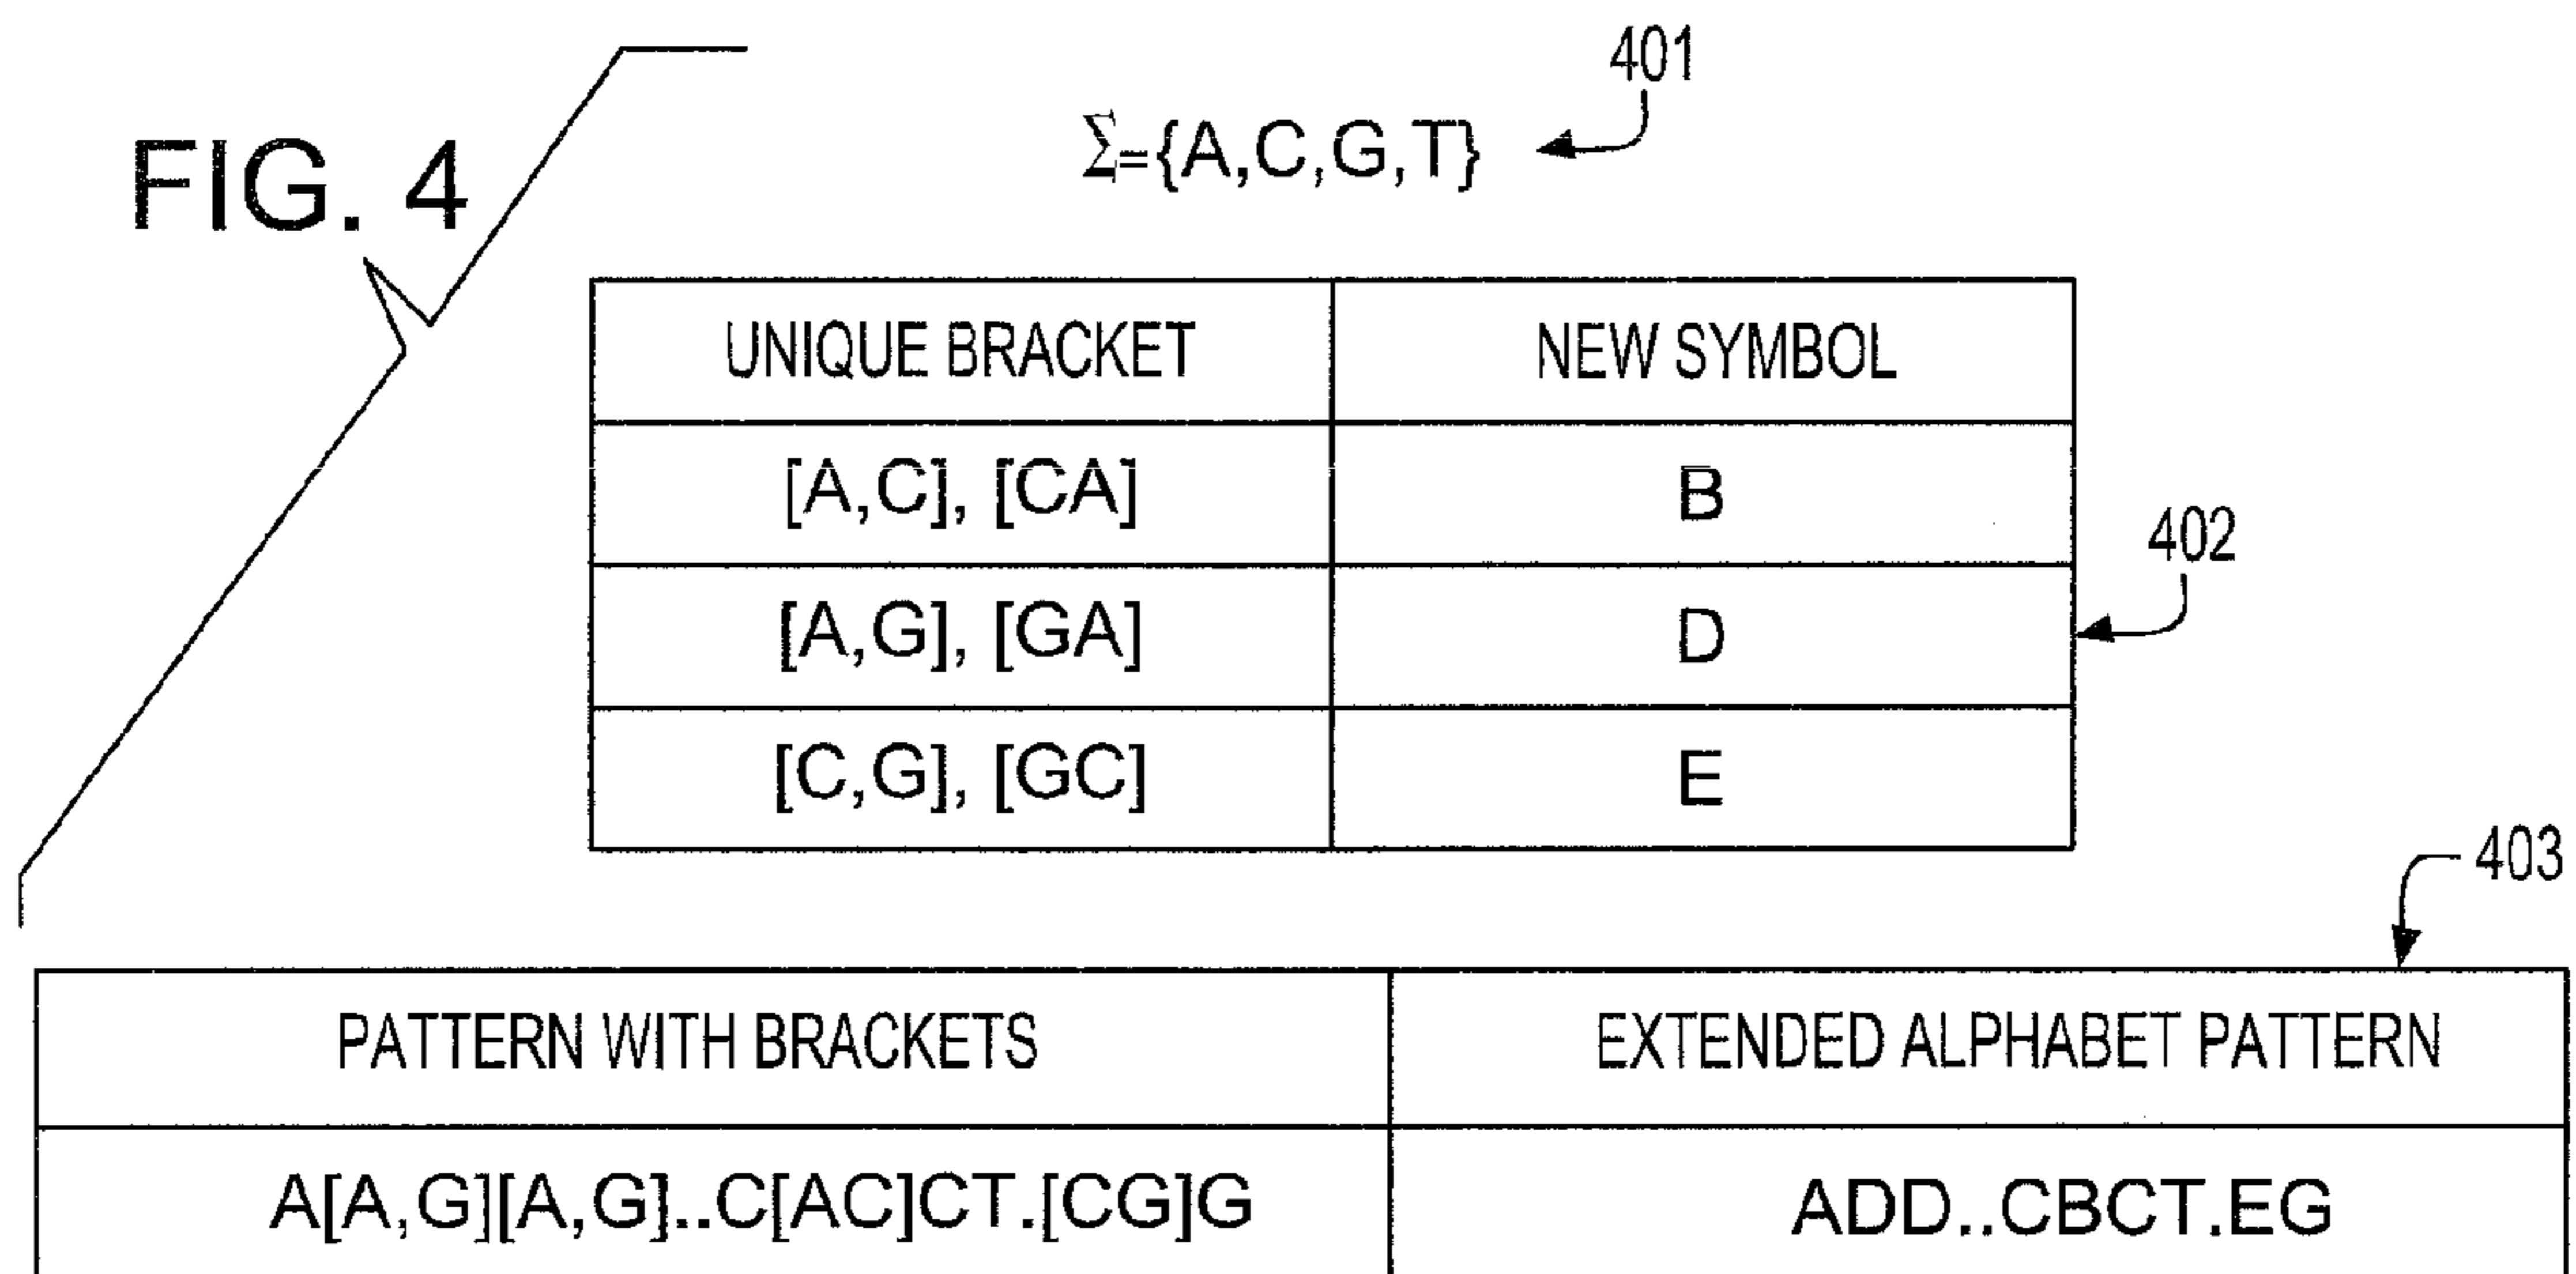 401
FIG. 4
Σ={A,C,G,T}
UNIQUE BRACKET NEW SYMBOL
[A,C], [CA] B
402
[A,G], [GA] D
[C,G], [GC] E
403
PATTERN WITH BRACKETS EXTENDED ALPHABET PATTERN
A[A,G][A,G]..C[AC]CT.[CG]G ADD..CBCT.EG